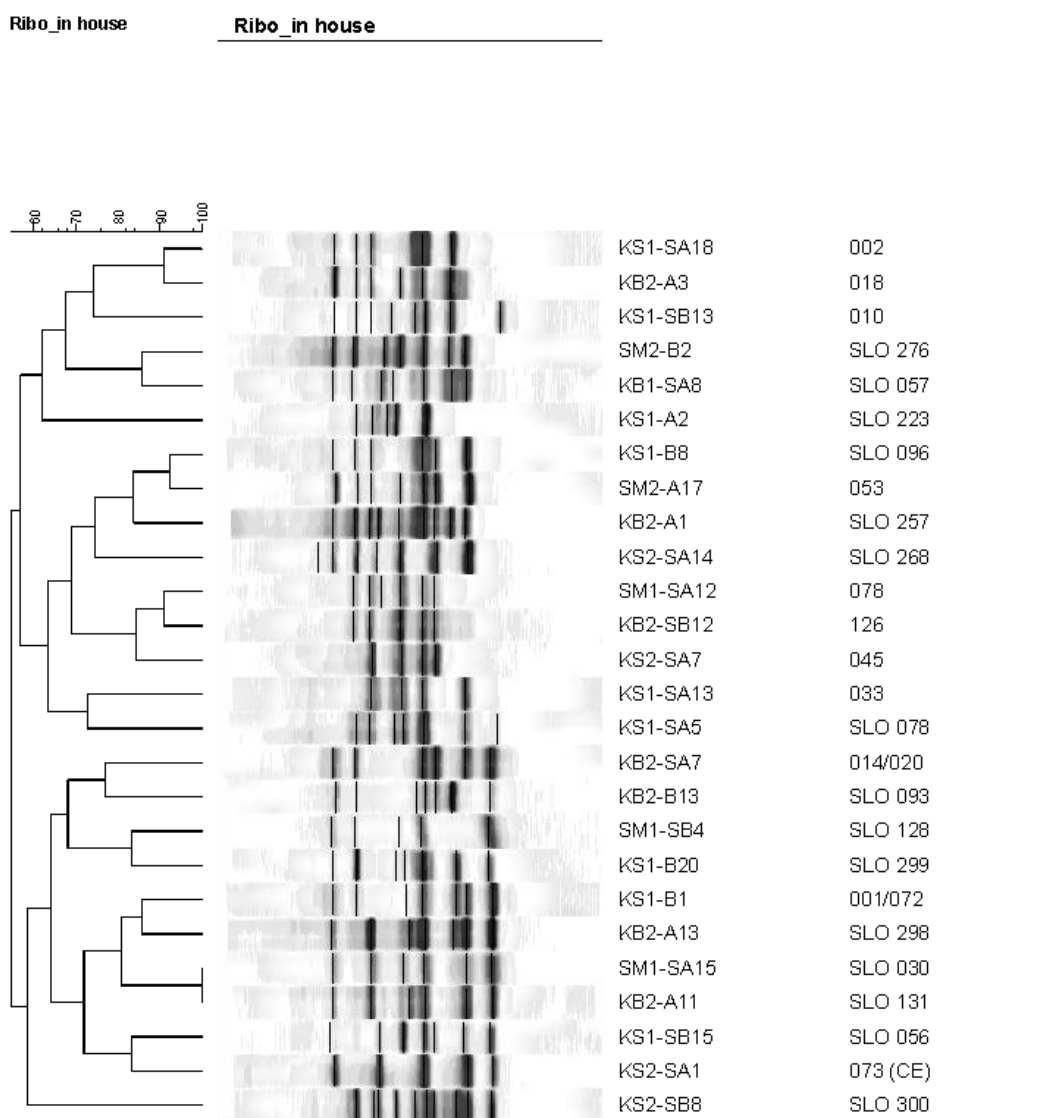 Ribo_in house Ribo_in house
60 70 80 90 100
KS1-SA18 002
KB2-A3 018
KS1-SB13 010
SM2-B2 SLO 276
KB1-SA8 SLO 057
KS1-A2 SLO 223
KS1-B8 SLO 096
SM2-A17 053
KB2-A1 SLO 257
KS2-SA14 SLO 268
SM1-SA12 078
KB2-SB12 126
KS2-SA7 045
KS1-SA13 033
KS1-SA5 SLO 078
KB2-SA7 014/020
KB2-B13 SLO 093
SM1-SB4 SLO 128
KS1-B20 SLO 299
KS1-B1 001/072
KB2-A13 SLO 298
SM1-SA15 SLO 030
KB2-A11 SLO 131
KS1-SB15 SLO 056
KS2-SA1 073 (CE)
KS2-SB8 SLO 300